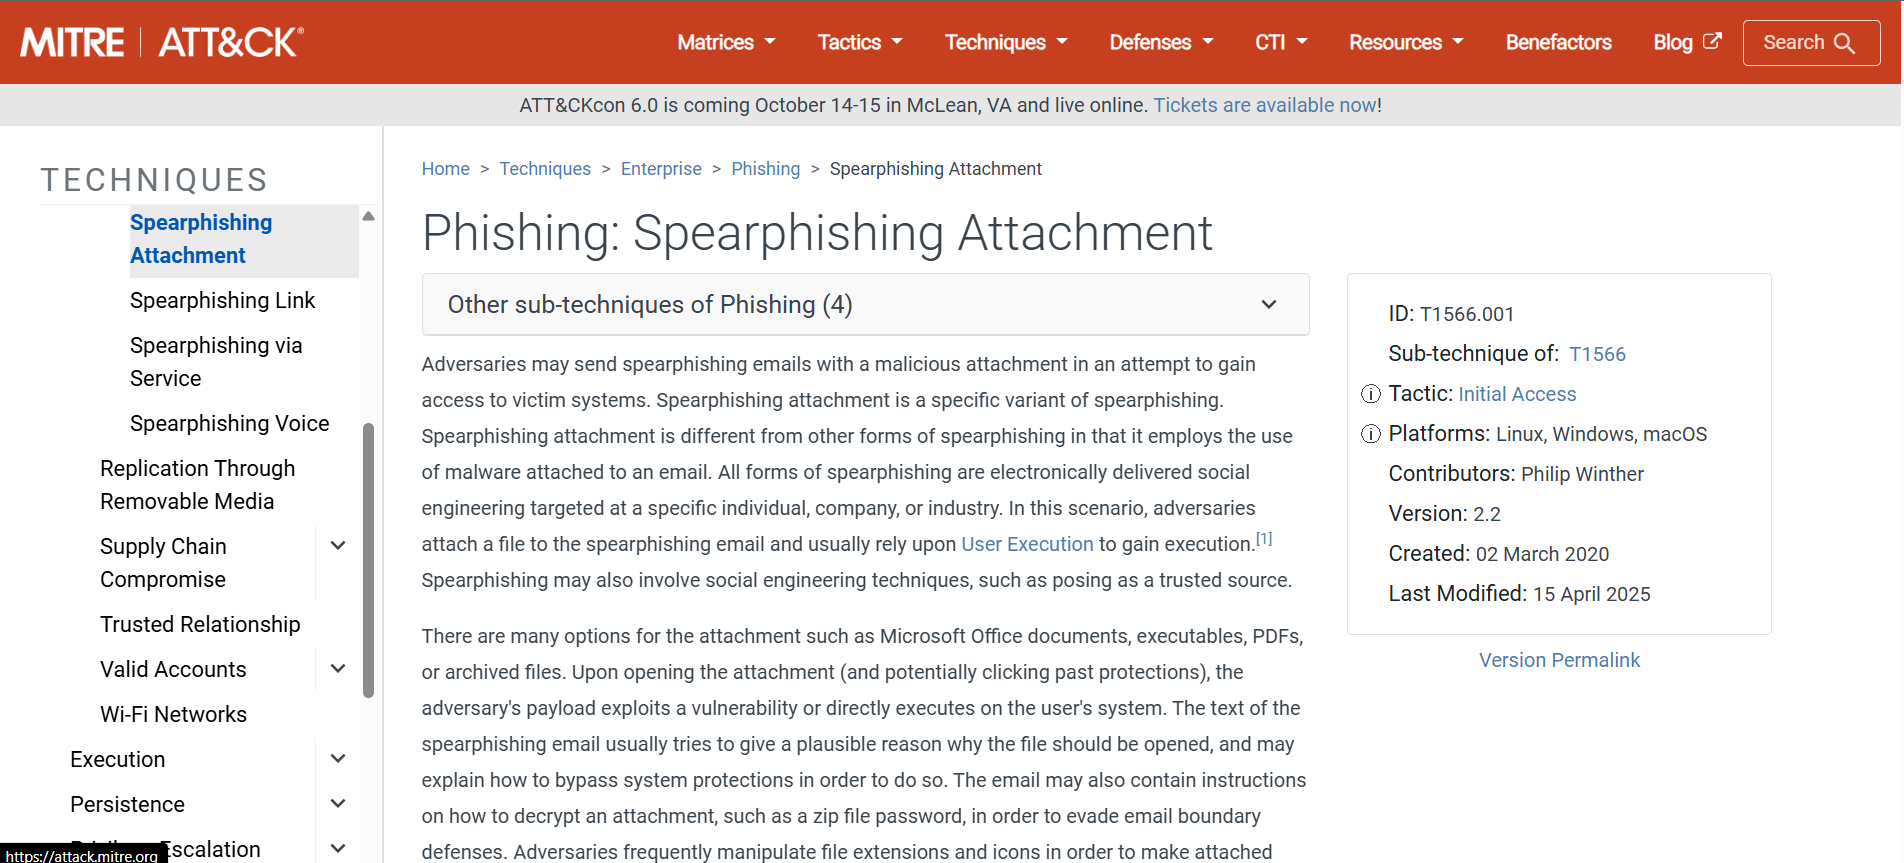 MITRE | ATT&CK®
Matrices Tactics Techniques Defenses CTI Resources Benefactors Blog Search
ATT&CKcon 6.0 is coming October 14-15 in McLean, VA and live online. Tickets are available now!
TECHNIQUES
Spearphishing
Attachment
Spearphishing Link
Spearphishing via
Service
Spearphishing Voice
Replication Through
Removable Media
Supply Chain
Compromise
Trusted Relationship
Valid Accounts
Wi-Fi Networks
Execution
Persistence
Escalation
https://attack.mitre.org
Home > Techniques > Enterprise > Phishing > Spearphishing Attachment
Phishing: Spearphishing Attachment
Other sub-techniques of Phishing (4)
Adversaries may send spearphishing emails with a malicious attachment in an attempt to gain
access to victim systems. Spearphishing attachment is a specific variant of spearphishing.
Spearphishing attachment is different from other forms of spearphishing in that it employs the use
of malware attached to an email. All forms of spearphishing are electronically delivered social
engineering targeted at a specific individual, company, or industry. In this scenario, adversaries
attach a file to the spearphishing email and usually rely upon User Execution to gain execution.[1]
Spearphishing may also involve social engineering techniques, such as posing as a trusted source.
There are many options for the attachment such as Microsoft Office documents, executables, PDFs,
or archived files. Upon opening the attachment (and potentially clicking past protections), the
adversary's payload exploits a vulnerability or directly executes on the user's system. The text of the
spearphishing email usually tries to give a plausible reason why the file should be opened, and may
explain how to bypass system protections in order to do so. The email may also contain instructions
on how to decrypt an attachment, such as a zip file password, in order to evade email boundary
defenses. Adversaries frequently manipulate file extensions and icons in order to make attached
ID: T1566.001
Sub-technique of: T1566
Tactic: Initial Access
Platforms: Linux, Windows, macOS
Contributors: Philip Winther
Version: 2.2
Created: 02 March 2020
Last Modified: 15 April 2025
Version Permalink